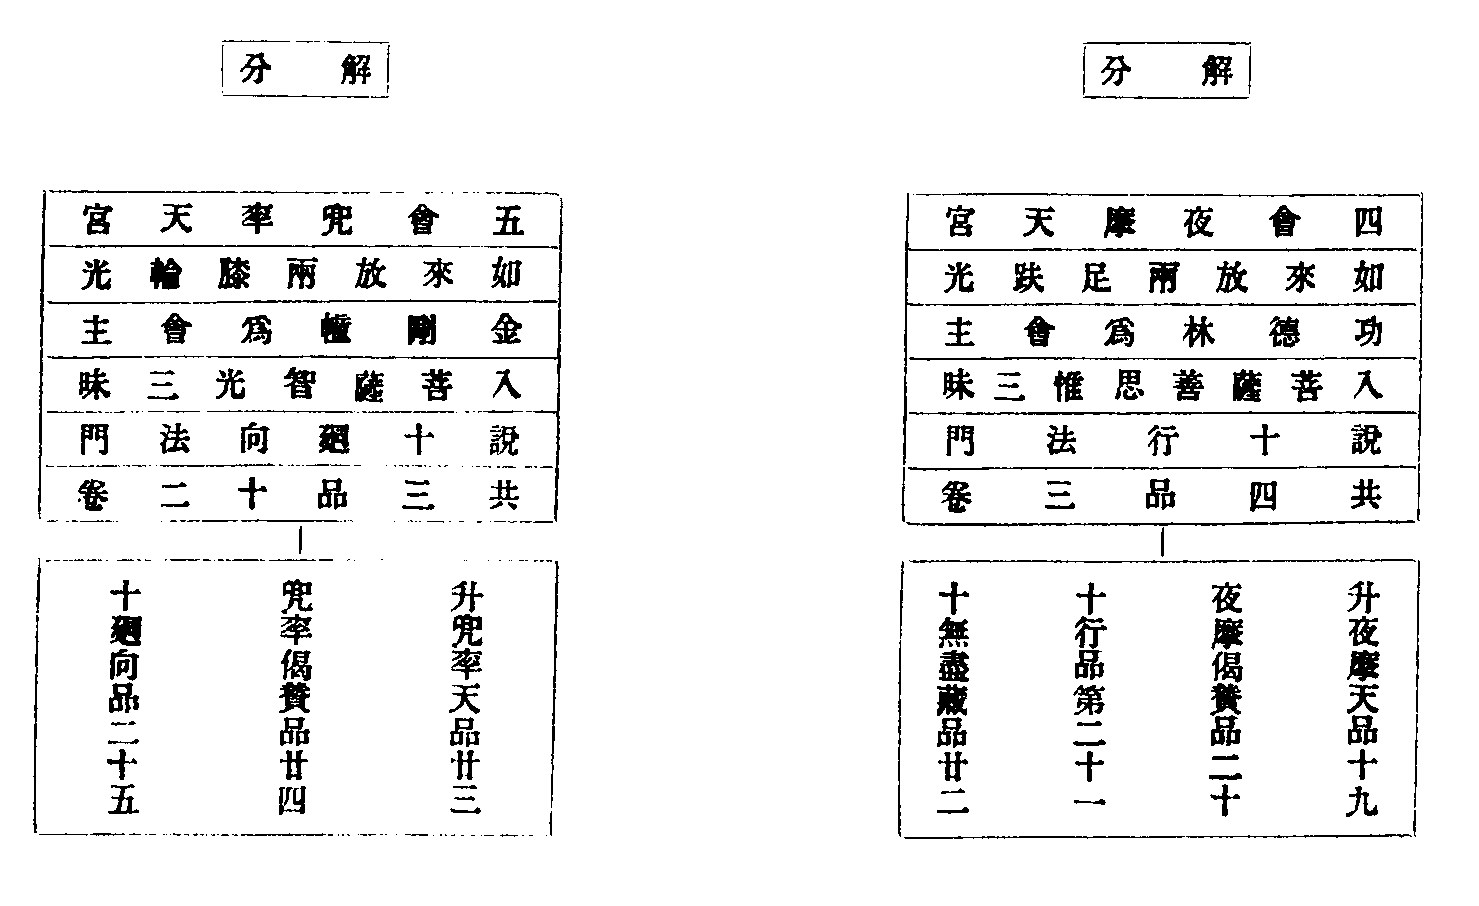 解分
四會夜摩天宮
如來放兩足趺光
功德林為會主
入菩薩善思惟三昧
說十行法門
共四品三卷
升夜摩天品十九
夜摩偈贊品二十
十行品第二十一
十無盡藏品廿二
解分
五會兜率天宮
如來放兩膝輪光
金剛幢為會主
入菩薩智光三昧
說十廻向法門
共三品十二卷
升兜率天品廿三
兜率偈贊品廿四
十廻向品二十五